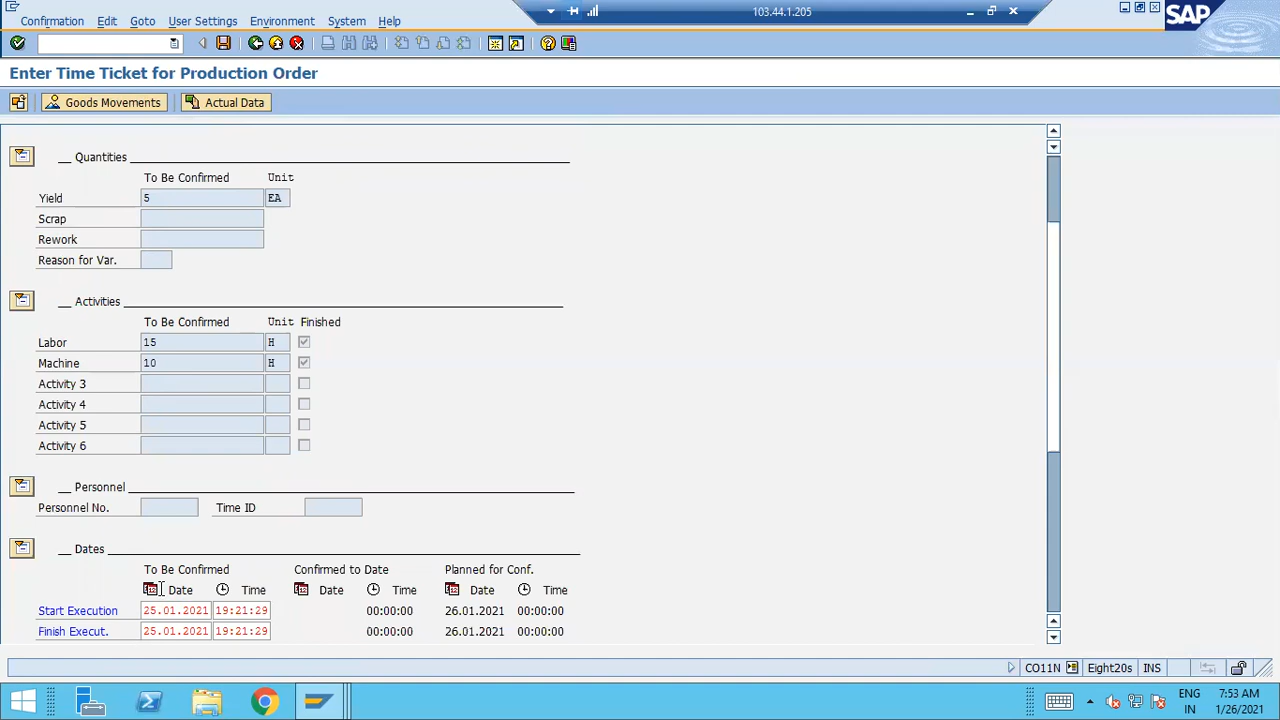 Confirmation Edit Goto User Settings Environment System Help
103.44.1.205
SAP
Enter Time Ticket for Production Order
Goods Movements Actual Data
Quantities
To Be Confirmed Unit
Yield 5 EA
Scrap
Rework
Reason for Var.
Activities
To Be Confirmed Unit Finished
Labor 15 H
Machine 10 H
Activity 3
Activity 4
Activity 5
Activity 6
Personnel
Personnel No. Time ID
Dates
To Be Confirmed Confirmed to Date Planned for Conf.
Date Time Date Time Date Time
Start Execution 25.01.2021 19:21:29 00:00:00 26.01.2021 00:00:00
Finish Execut. 25.01.2021 19:21:29 00:00:00 26.01.2021 00:00:00
CO11N Eight20s INS
ENG 7:53 AM
IN 1/26/2021